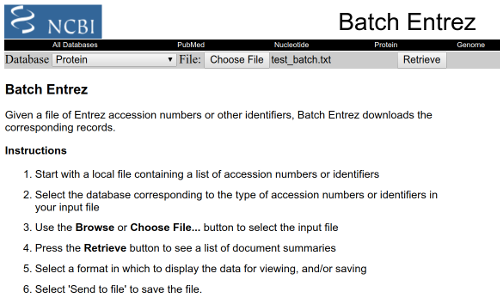 NCBI
Batch Entrez
All Databases PubMed Nucleotide Protein Genome
Database Protein File: Choose File test_batch.txt Retrieve
Batch Entrez
Given a file of Entrez accession numbers or other identifiers, Batch Entrez downloads the
corresponding records.
Instructions
1. Start with a local file containing a list of accession numbers or identifiers
2. Select the database corresponding to the type of accession numbers or identifiers in
your input file
3. Use the Browse or Choose File... button to select the input file
4. Press the Retrieve button to see a list of document summaries
5. Select a format in which to display the data for viewing, and/or saving
6. Select 'Send to file' to save the file.